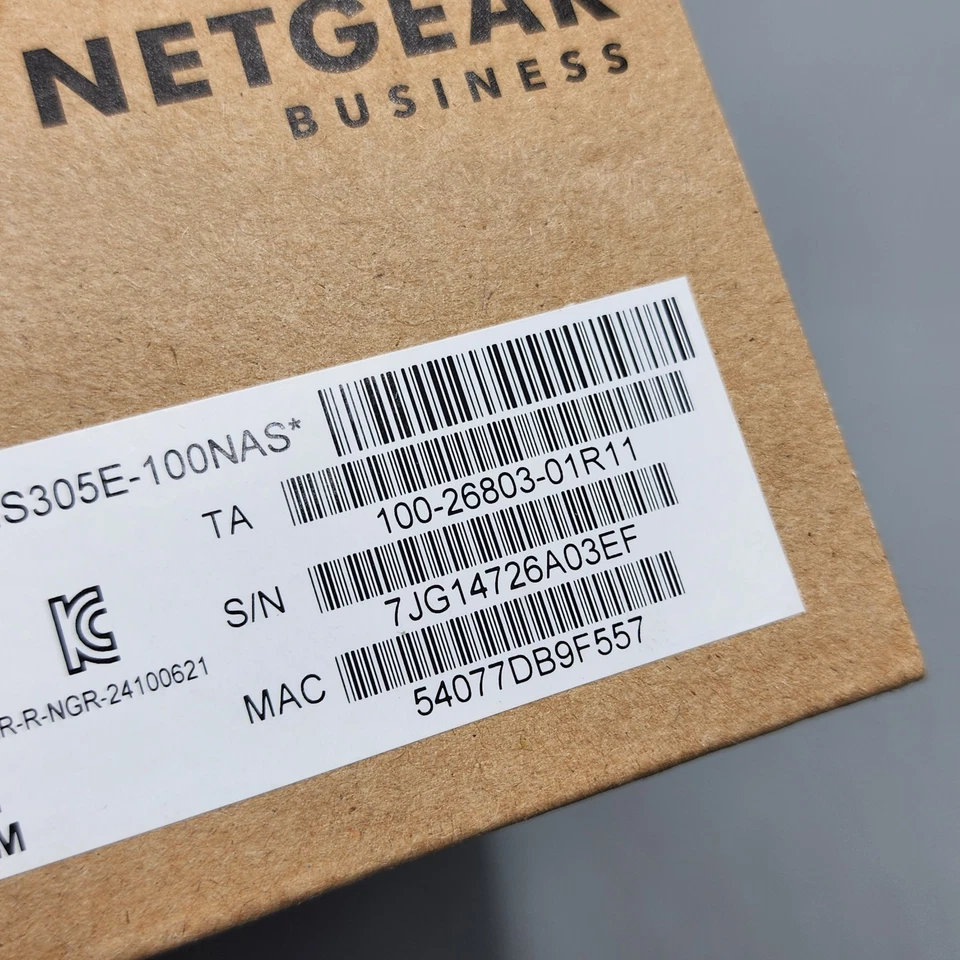 NETGEAR
BUSINESS
S305E-100NAS*
TA
100-26803-01R11
S/N
7JG14726A03EF
R-R-NGR-24100621
MAC
54077DB9F557
M